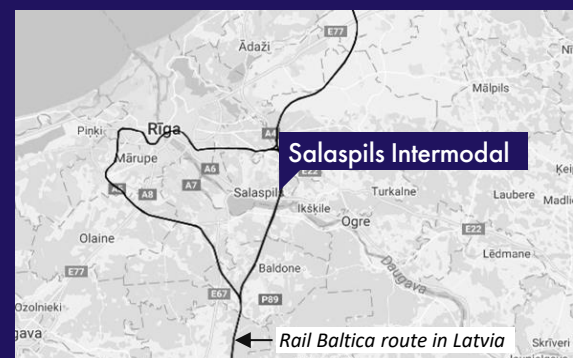 E77
Ādaži
Mālpils
Piņķi
Rīga
A4
Salaspils Intermodal
Mārupe
A6
E22
A7
A8
Salaspils
Turkalne
Laubere
Ikšķile
Ogre
Olaine
E22
Lēdmane
E77
Baldone
Daugava
Ozolnieki
E67
P89
Rail Baltica route in Latvia
Skrīveri